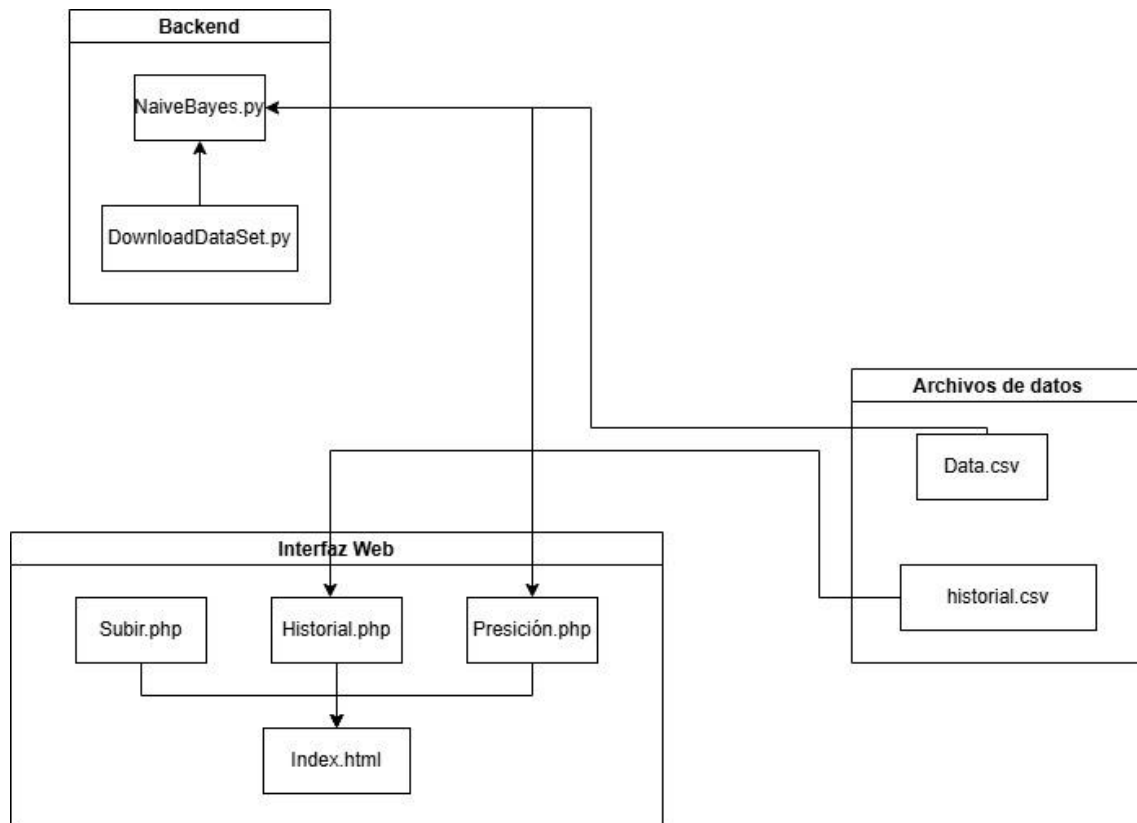 Backend
NaiveBayes.py
DownloadDataSet.py
Archivos de datos
Data.csv
historial.csv
Interfaz Web
Subir.php
Historial.php
Presición.php
Index.html